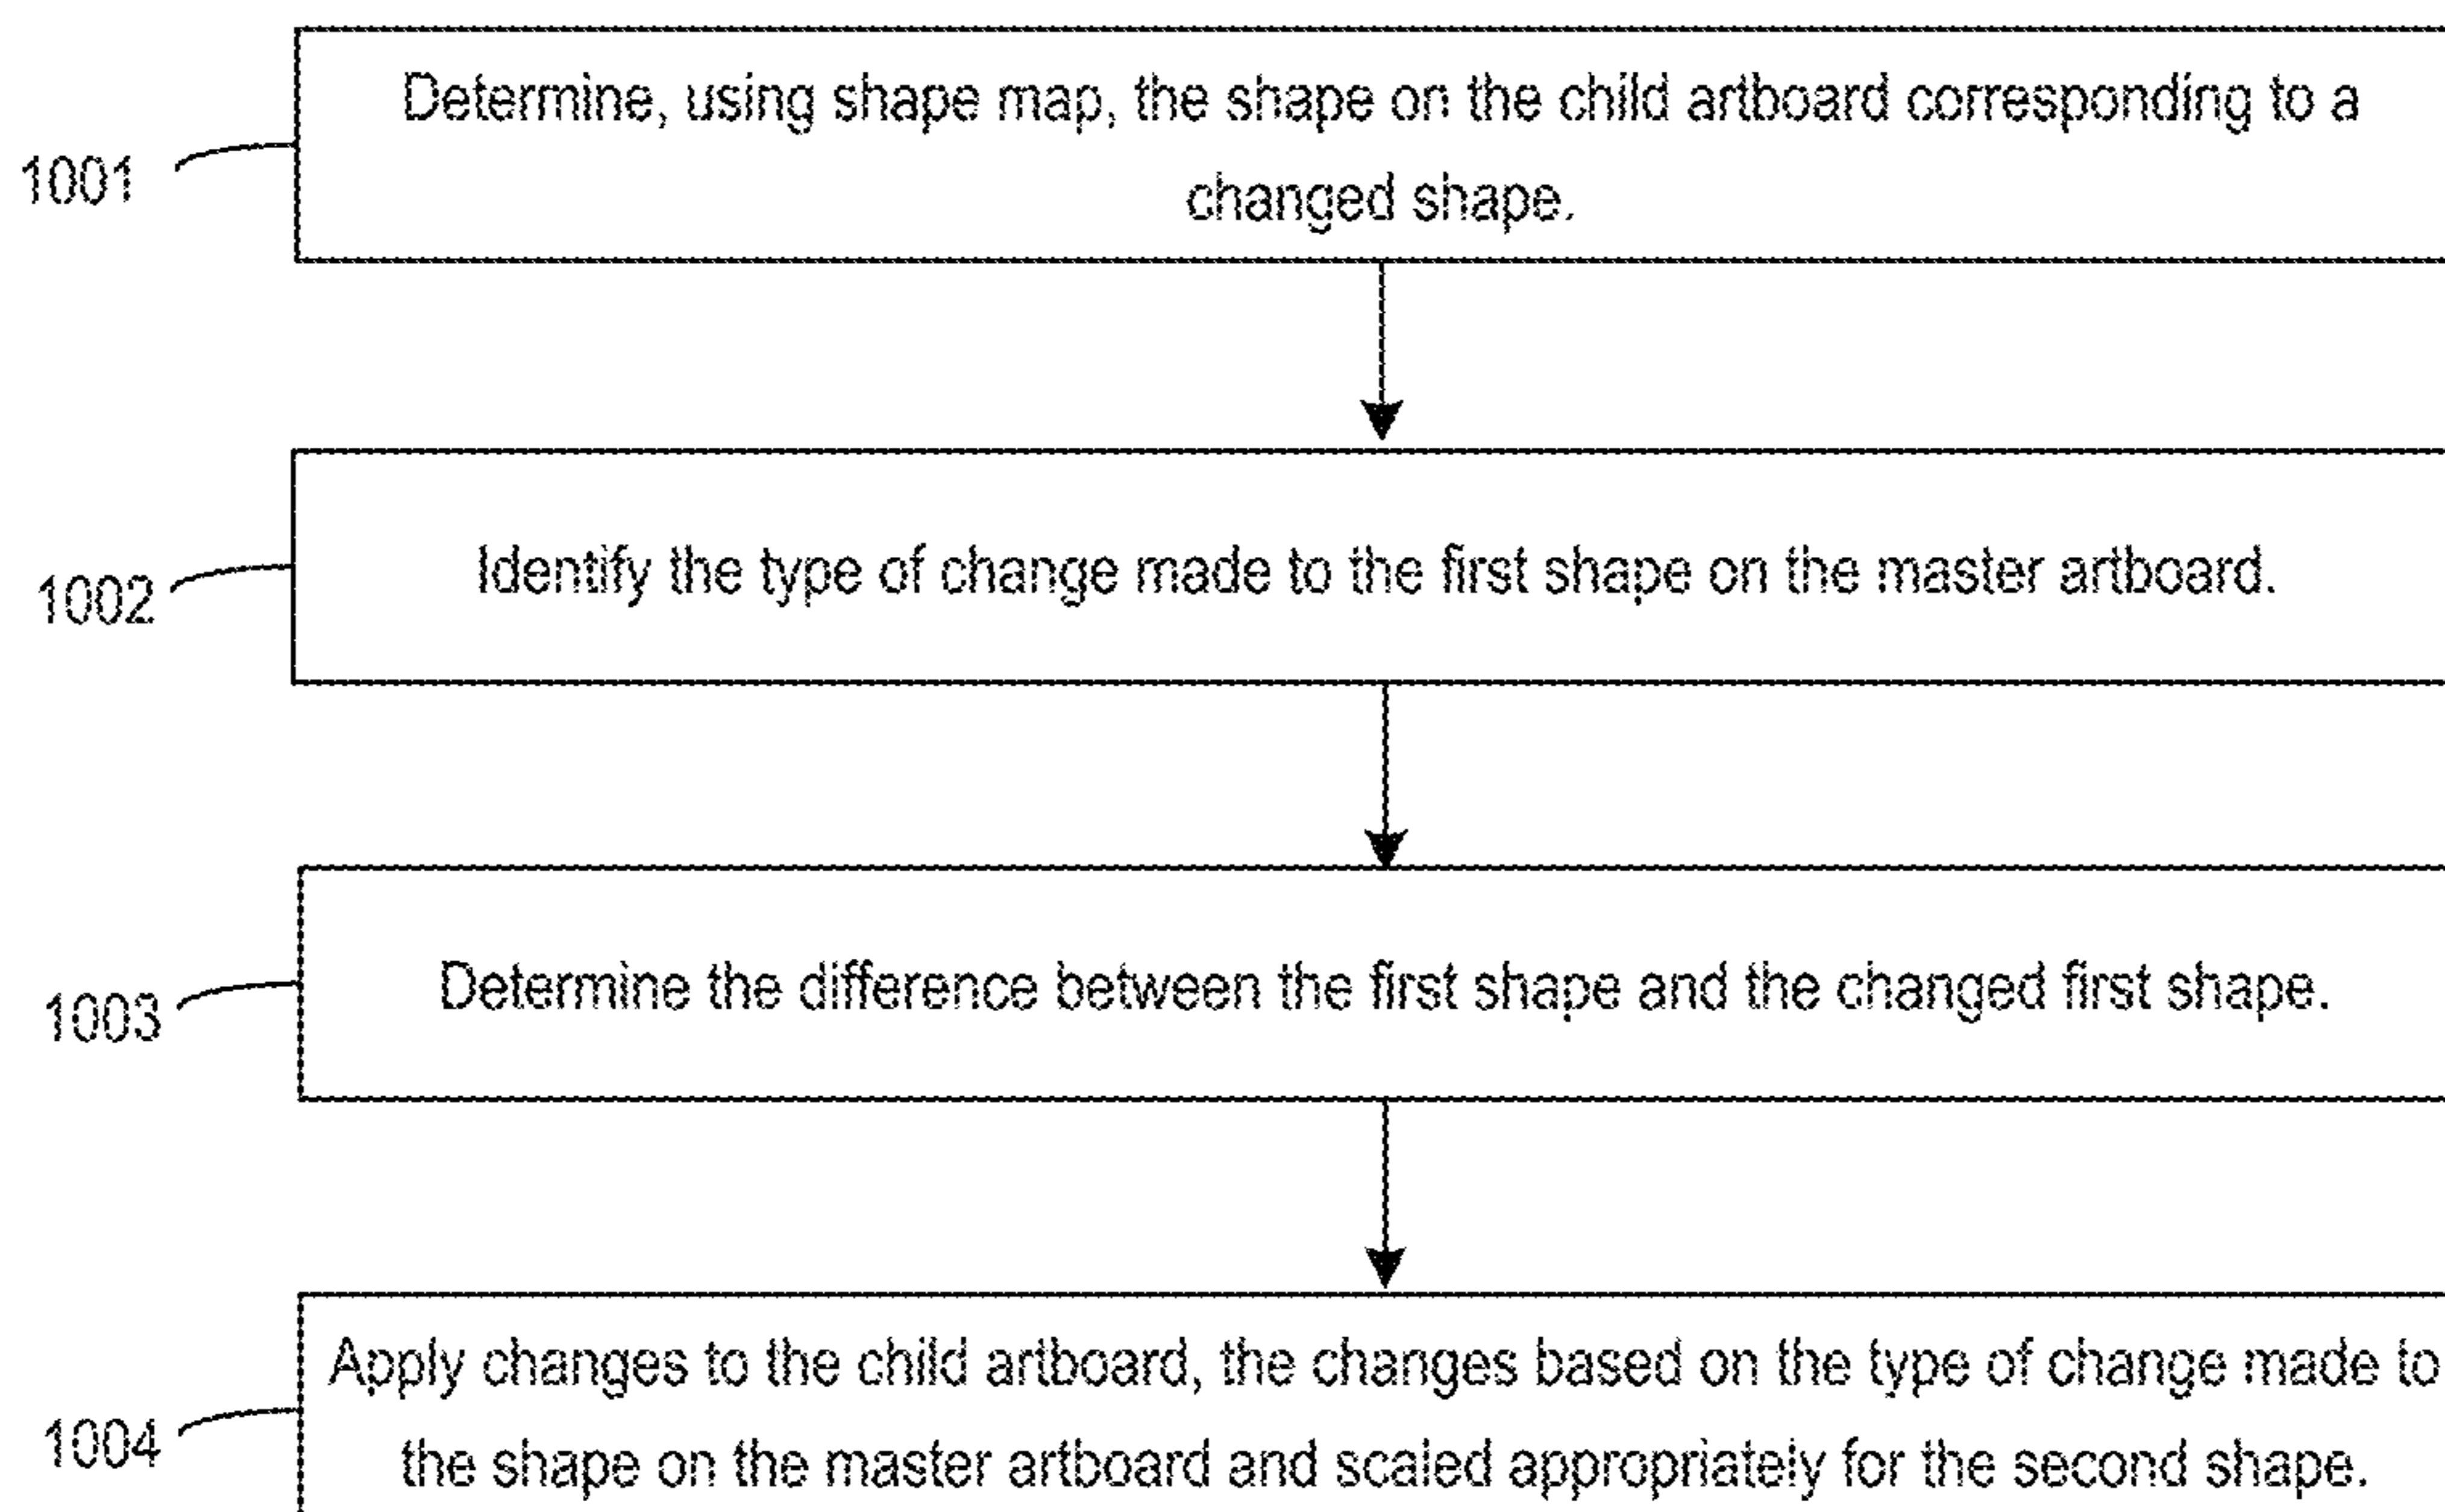 Determine, using shape map, the shape on the child artboard corresponding to a
changed shape.
1001
Identify the type of change made to the first shape on the master artboard.
1002
Determine the difference between the first shape and the changed first shape.
1003
Apply changes to the child artboard, the changes based on the type of change made to
the shape on the master artboard and scaled appropriately for the second shape.
1004